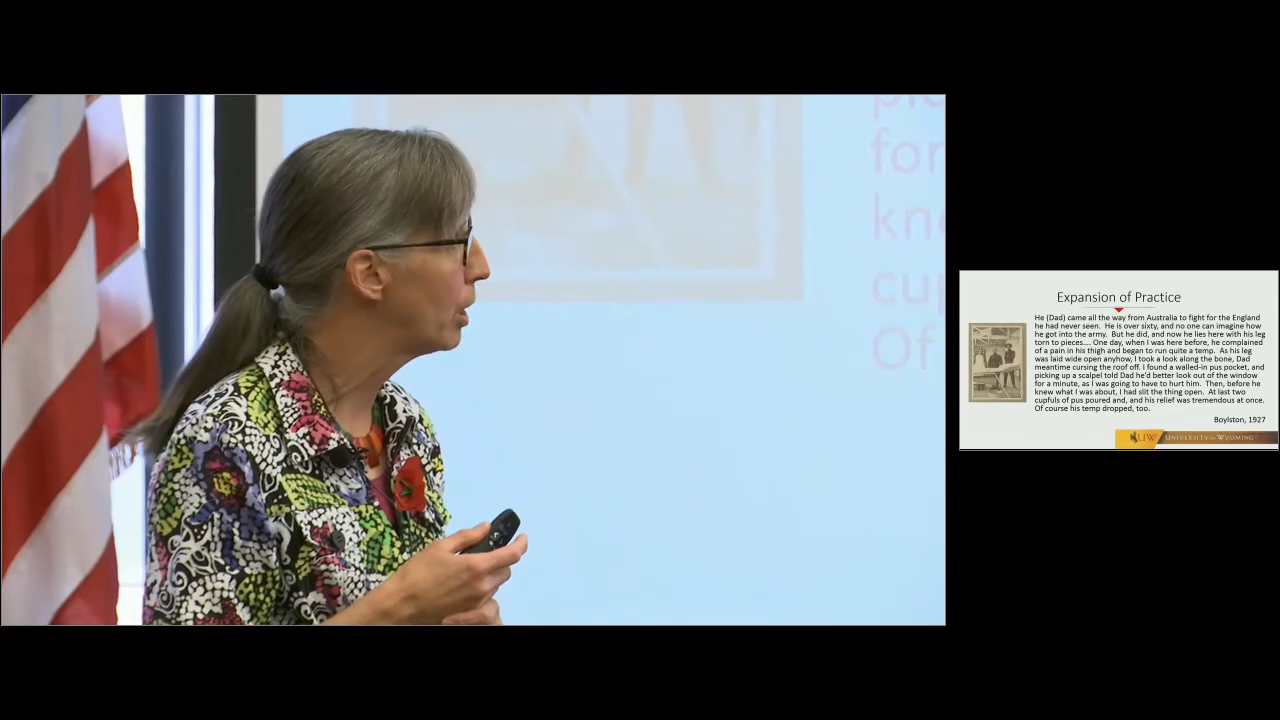 for
kno
cup
Of
Expansion of Practice
He (Dad) came all the way from Australia to fight for the England
he had never seen. He is over sixty, and no one can imagine how
he got into the army. But he did, and now he lies here with his leg
torn to pieces.... One day, when I was here before, he complained
of a pain in his thigh and began to run quite a temp. As his leg
was laid wide open anyhow, I took a look along the bone, Dad
meantime cursing the roof off. I found a walled-in pus pocket, and
picking up a scalpel told Dad he'd better look out of the window
for a minute, as I was going to have to hurt him. Then, before he
knew what I was about, I had slit the thing open. At last two
cupfuls of pus poured and, and his relief was tremendous at once.
Of course his temp dropped, too.
Boylston, 1927
UW UNIVERSITY OF WYOMING